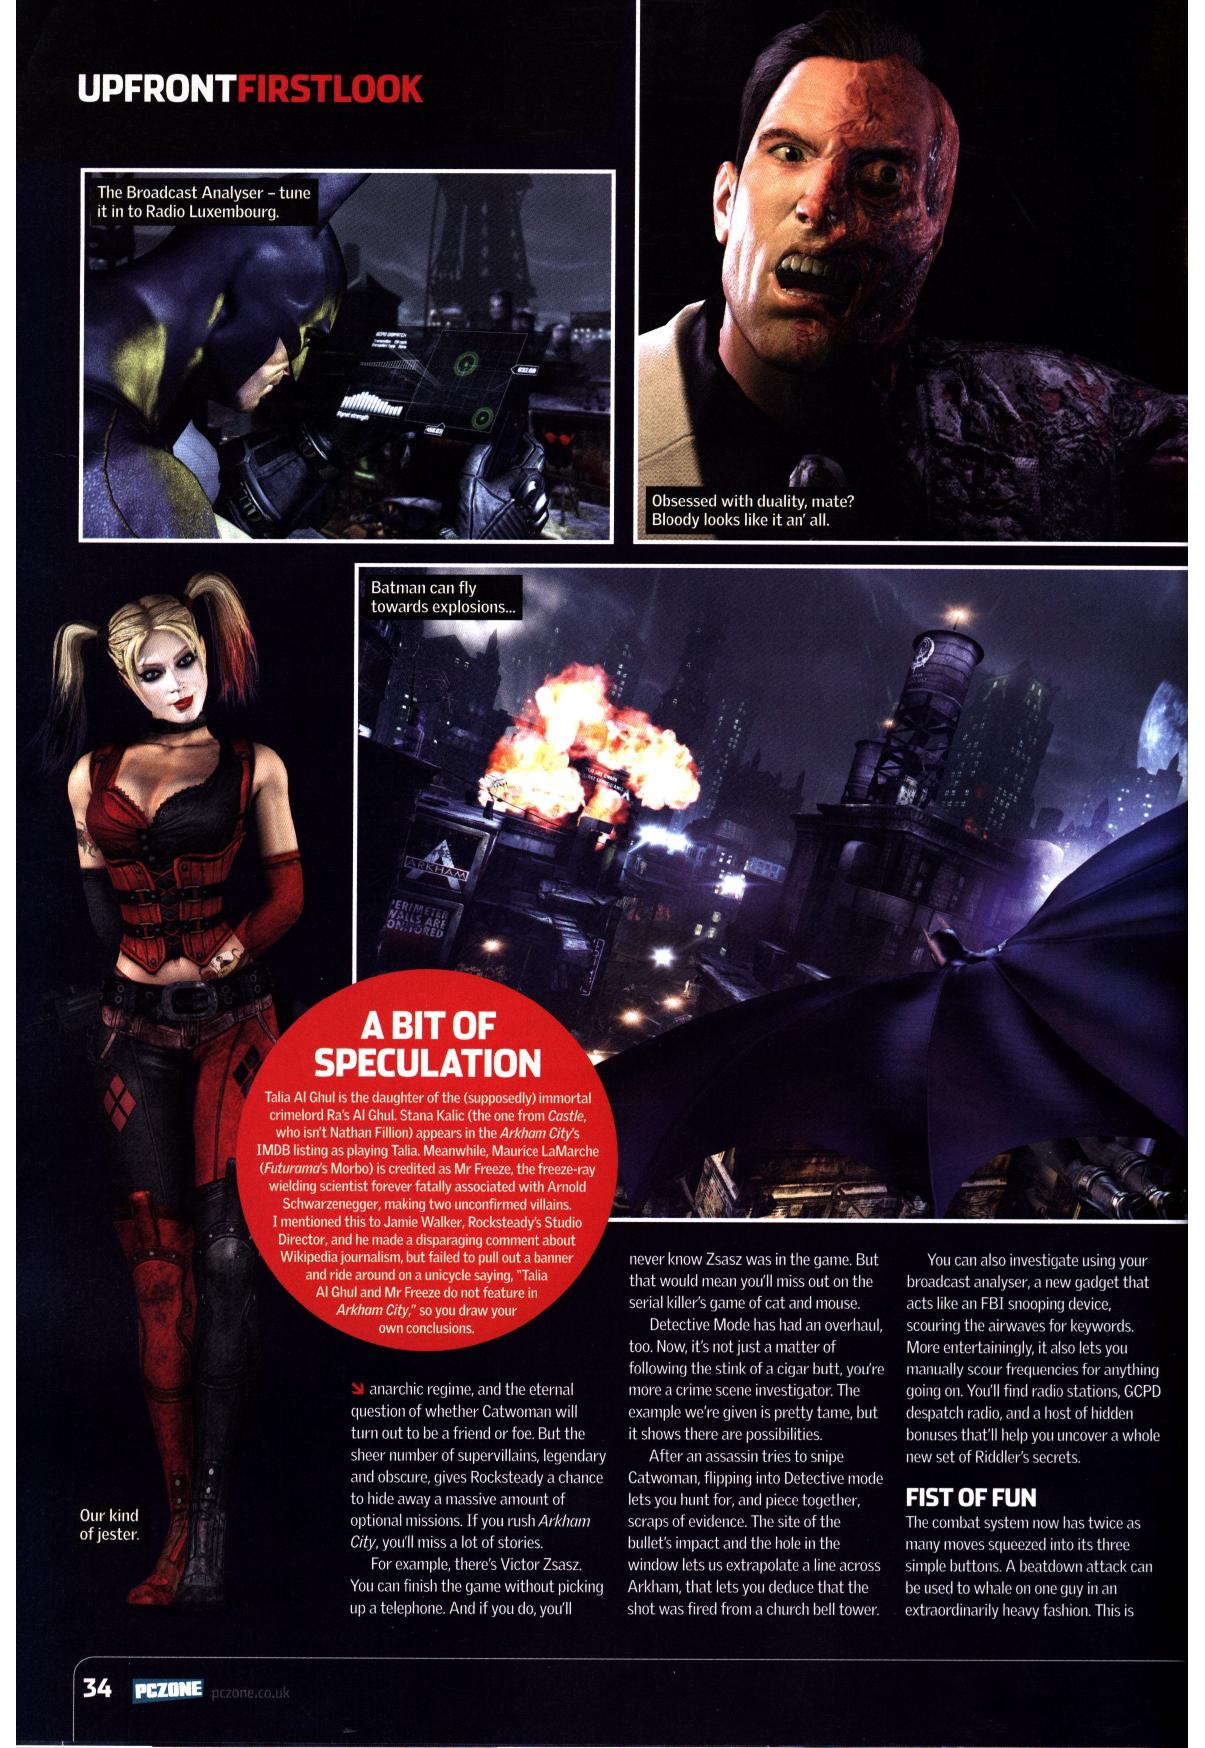 UPFRONTFIRSTLOOK
The Broadcast Analyser – tune
it in to Radio Luxembourg.
GCPD DISPATCH
Signal strength
Obsessed with duality, mate?
Bloody looks like it an' all.
Batman can fly
towards explosions...
ARKHAM
PERIMETER
WALLS ARE
MONITORED
A BIT OF
SPECULATION
Talia Al Ghul is the daughter of the (supposedly) immortal
crimelord Ra's Al Ghul. Stana Kalic (the one from Castle,
who isn't Nathan Fillion) appears in the Arkham City's
IMDB listing as playing Talia. Meanwhile, Maurice LaMarche
(Futurama's Morbo) is credited as Mr Freeze, the freeze-ray
wielding scientist forever fatally associated with Arnold
Schwarzenegger, making two unconfirmed villains.
I mentioned this to Jamie Walker, Rocksteady's Studio
Director, and he made a disparaging comment about
Wikipedia journalism, but failed to pull out a banner
and ride around on a unicycle saying, "Talia
Al Ghul and Mr Freeze do not feature in
Arkham City," so you draw your
own conclusions.
Our kind
of jester.
anarchic regime, and the eternal
question of whether Catwoman will
turn out to be a friend or foe. But the
sheer number of supervillains, legendary
and obscure, gives Rocksteady a chance
to hide away a massive amount of
optional missions. If you rush Arkham
City, you'll miss a lot of stories.
For example, there's Victor Zsasz.
You can finish the game without picking
up a telephone. And if you do, you'll
never know Zsasz was in the game. But
that would mean you'll miss out on the
serial killer's game of cat and mouse.
Detective Mode has had an overhaul,
too. Now, it's not just a matter of
following the stink of a cigar butt, you're
more a crime scene investigator. The
example we're given is pretty tame, but
it shows there are possibilities.
After an assassin tries to snipe
Catwoman, flipping into Detective mode
lets you hunt for, and piece together,
scraps of evidence. The site of the
bullet's impact and the hole in the
window lets us extrapolate a line across
Arkham, that lets you deduce that the
shot was fired from a church bell tower.
You can also investigate using your
broadcast analyser, a new gadget that
acts like an FBI snooping device,
scouring the airwaves for keywords.
More entertainingly, it also lets you
manually scour frequencies for anything
going on. You'll find radio stations, GCPD
despatch radio, and a host of hidden
bonuses that'll help you uncover a whole
new set of Riddler's secrets.
FIST OF FUN
The combat system now has twice as
many moves squeezed into its three
simple buttons. A beatdown attack can
be used to whale on one guy in an
extraordinarily heavy fashion. This is
34 PCZONE pczone.co.uk